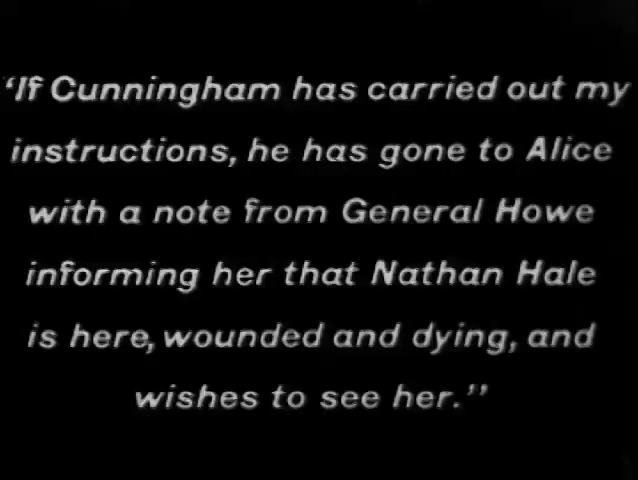 ‘If Cunningham has carried out my
instructions, he has gone to Alice
with a note from General Howe
informing her that Nathan Hale
is here, wounded and dying, and
wishes to see her.”